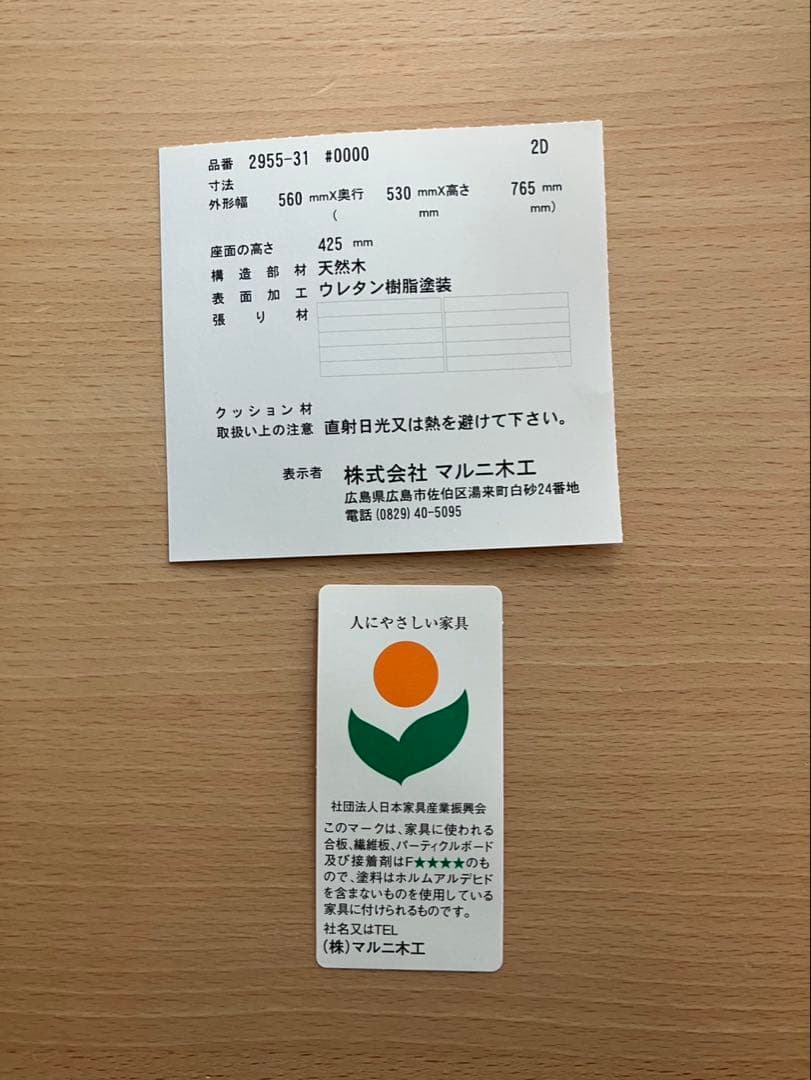 品番 2955-31 #0000 2D
寸法
外形幅 560 mmX奥行 530 mmX高さ 765 mm
( mm mm)
座面の高さ 425 mm
構造部材 天然木
表面加工 ウレタン樹脂塗装
張り材
クッション材
取扱い上の注意 直射日光又は熱を避けて下さい。
表示者 株式会社 マルニ木工
広島県広島市佐伯区湯来町白砂24番地
電話(0829)40-5095
人にやさしい家具
社団法人日本家具産業振興会
このマークは、家具に使われる
合板、繊維板、パーティクルボード
及び接着剤はF★★★★のも
ので、塗料はホルムアルデヒド
を含まないものを使用している
家具に付けられるものです。
社名又はTEL
(株)マルニ木工